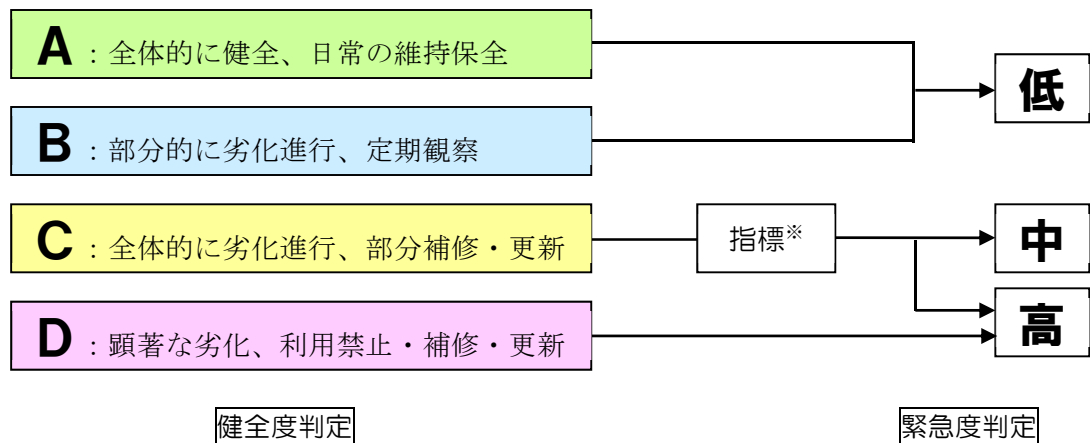 A：全体的に健全、日常の維持保全
低
B：部分的に劣化進行、定期観察
C：全体的に劣化進行、部分補修・更新
指標※
中
高
D：顕著な劣化、利用禁止・補修・更新
健全度判定
緊急度判定